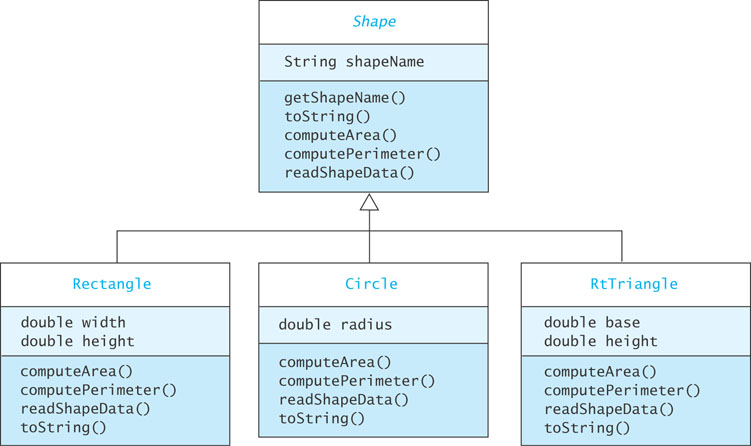 Shape
String shapeName
getShapeName()
toString()
computeArea()
computePerimeter()
readShapeData()
Rectangle
double width
double height
computeArea()
computePerimeter()
readShapeData()
toString()
Circle
double radius
computeArea()
computePerimeter()
readShapeData()
toString()
RtTriangle
double base
double height
computeArea()
computePerimeter()
readShapeData()
toString()